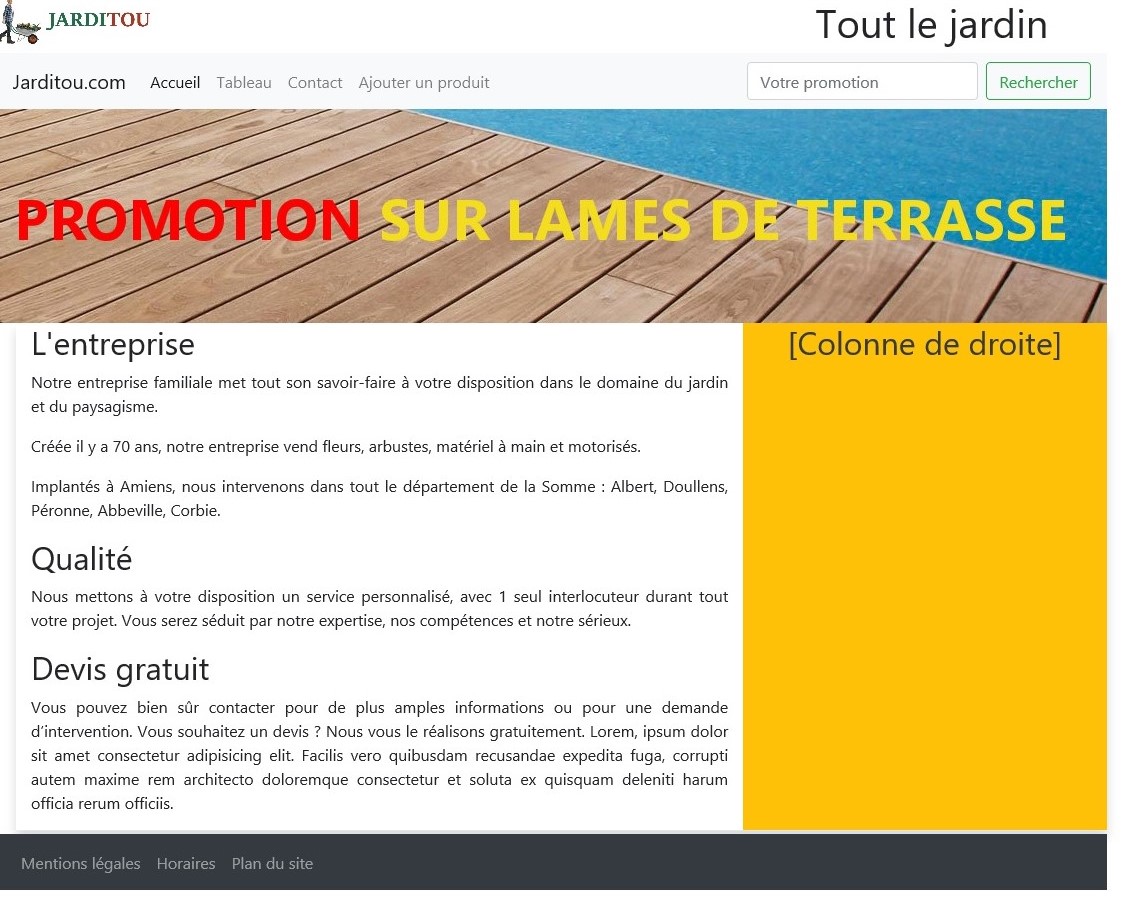 JARDITOU
Tout le jardin
Jarditou.com Accueil Tableau Contact Ajouter un produit Votre promotion Rechercher
PROMOTION SUR LAMES DE TERRASSE
L'entreprise
Notre entreprise familiale met tout son savoir-faire à votre disposition dans le domaine du jardin
et du paysagisme.
Créée il y a 70 ans, notre entreprise vend fleurs, arbustes, matériel à main et motorisés.
Implantés à Amiens, nous intervenons dans tout le département de la Somme : Albert, Doullens,
Péronne, Abbeville, Corbie.
Qualité
Nous mettons à votre disposition un service personnalisé, avec 1 seul interlocuteur durant tout
votre projet. Vous serez séduit par notre expertise, nos compétences et notre sérieux.
Devis gratuit
Vous pouvez bien sûr contacter pour de plus amples informations ou pour une demande
d'intervention. Vous souhaitez un devis ? Nous vous le réalisons gratuitement. Lorem, ipsum dolor
sit amet consectetur adipisicing elit. Facilis vero quibusdam recusandae expedita fuga, corrupti
autem maxime rem architecto doloremque consectetur et soluta ex quisquam deleniti harum
officia rerum officiis.
[Colonne de droite]
Mentions légales Horaires Plan du site